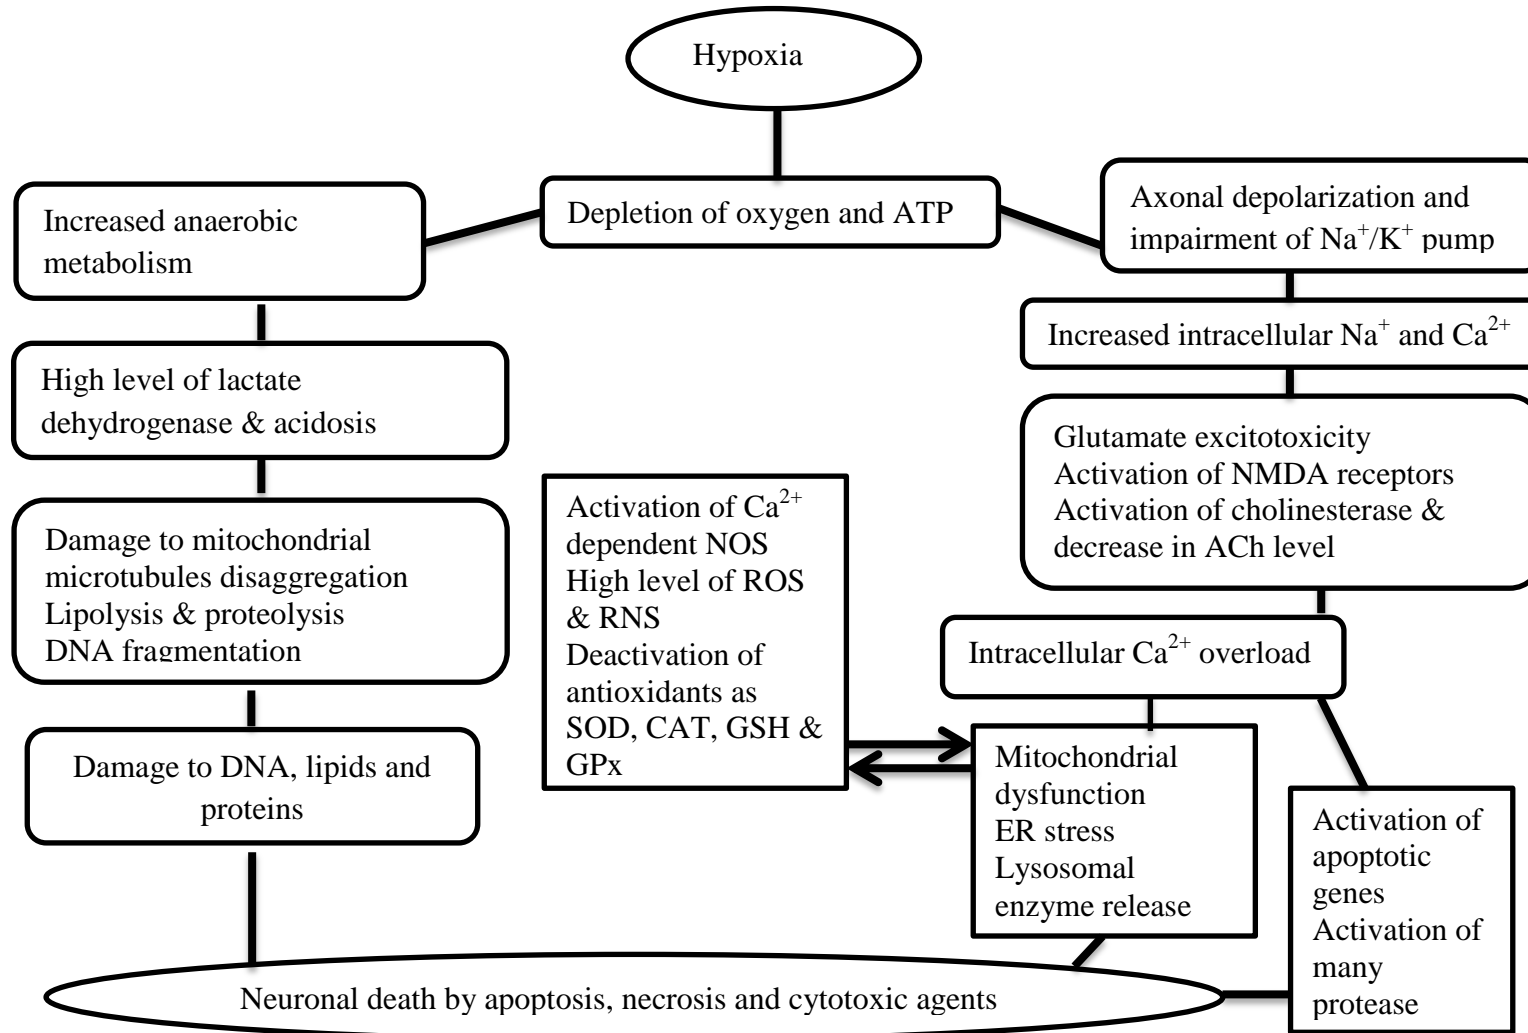 Hypoxia
Depletion of oxygen and ATP
Increased anaerobic
metabolism
High level of lactate
dehydrogenase & acidosis
Damage to mitochondrial
microtubules disaggregation
Lipolysis & proteolysis
DNA fragmentation
Damage to DNA, lipids and
proteins
Axonal depolarization and
impairment of Na⁺/K⁺ pump
Increased intracellular Na⁺ and Ca²⁺
Glutamate excitotoxicity
Activation of NMDA receptors
Activation of cholinesterase &
decrease in ACh level
Intracellular Ca²⁺ overload
Activation of Ca²⁺
dependent NOS
High level of ROS
& RNS
Deactivation of
antioxidants as
SOD, CAT, GSH &
GPx
Mitochondrial
dysfunction
ER stress
Lysosomal
enzyme release
Activation of
apoptotic
genes
Activation of
many
protease
Neuronal death by apoptosis, necrosis and cytotoxic agents